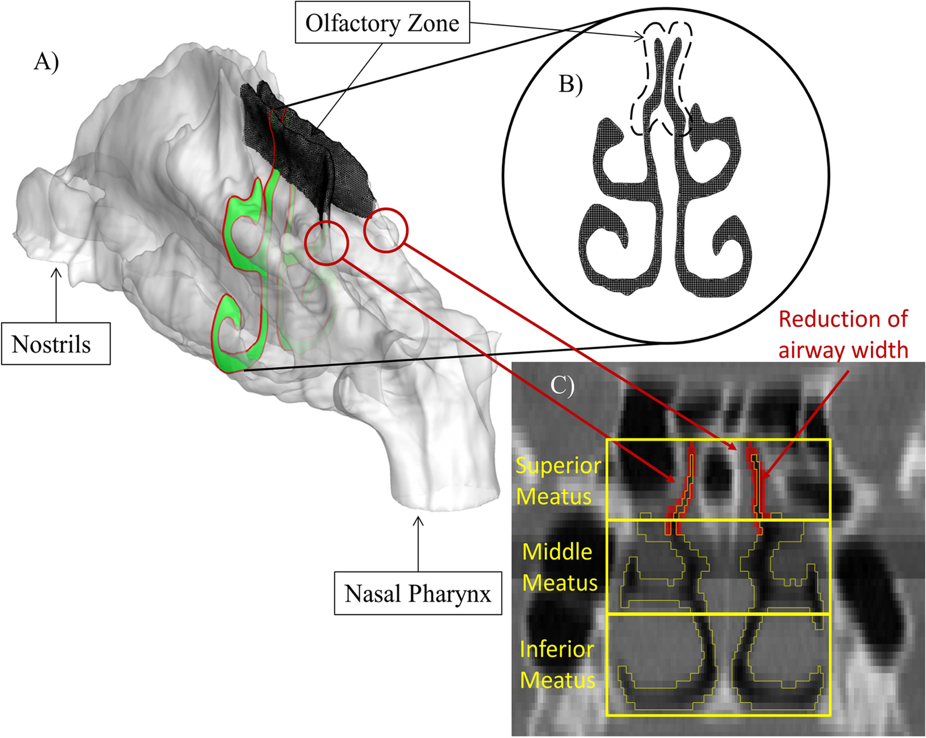 Olfactory Zone
A)
B)
Nostrils
Nasal Pharynx
Reduction of
airway width
C)
Superior
Meatus
Middle
Meatus
Inferior
Meatus